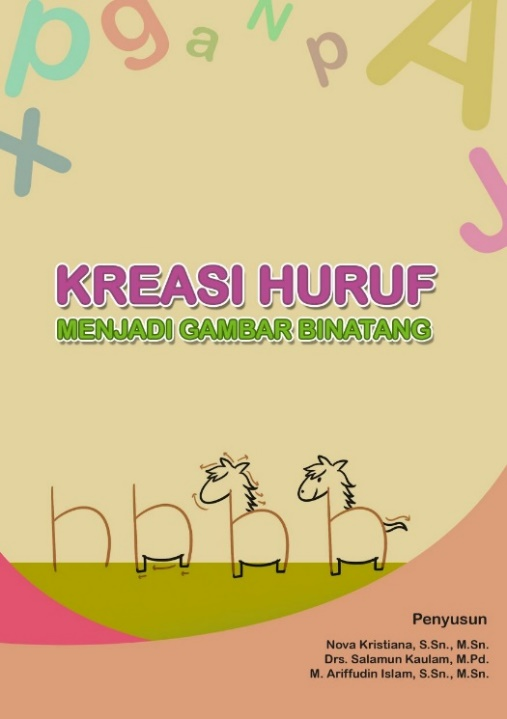 p g a N p A
X
J
KREASI HURUF
MENJADI GAMBAR BINATANG
h h h h
Penyusun
Nova Kristiana, S.Sn., M.Sn.
Drs. Salamun Kaulam, M.Pd.
M. Ariffudin Islam, S.Sn., M.Sn.